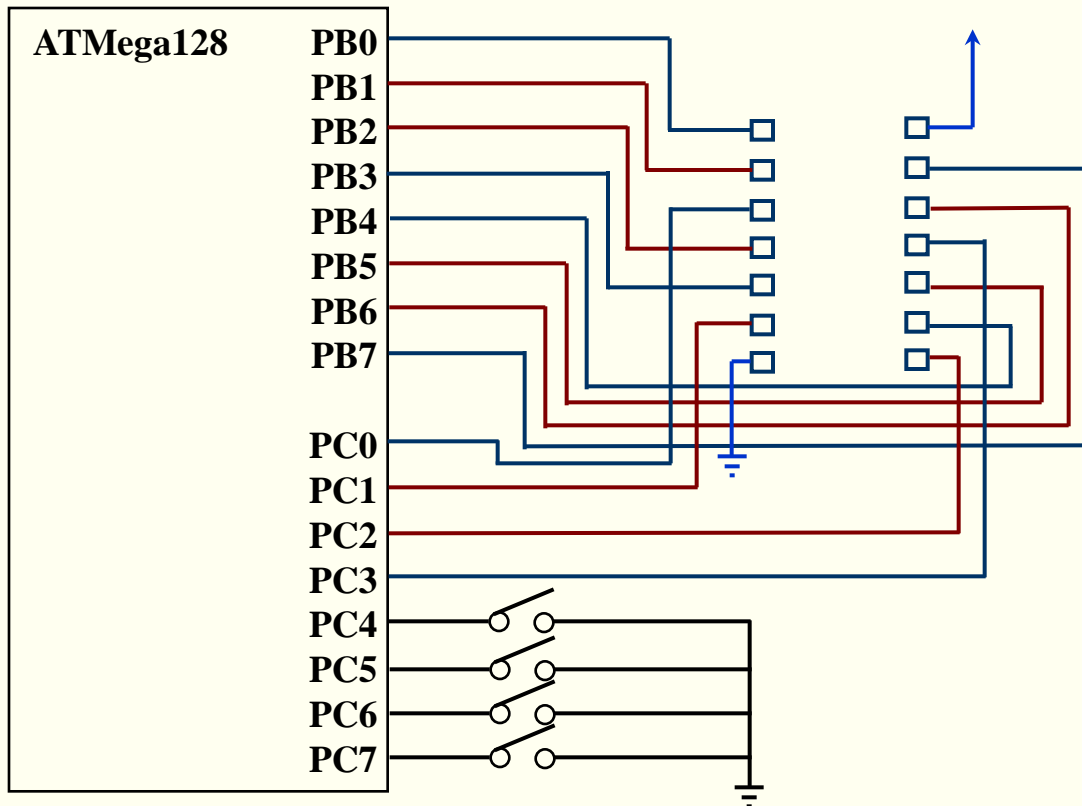 ATMega128
PB0
PB1
PB2
PB3
PB4
PB5
PB6
PB7
PC0
PC1
PC2
PC3
PC4
PC5
PC6
PC7